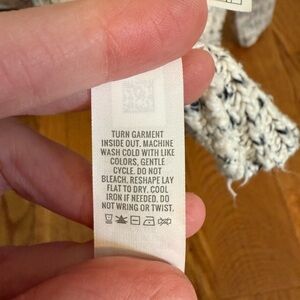 TURN GARMENT
INSIDE OUT. MACHINE
WASH COLD WITH LIKE
COLORS, GENTLE
CYCLE. DO NOT
BLEACH. RESHAPE LAY
FLAT TO DRY. COOL
IRON IF NEEDED. DO
NOT WRING OR TWIST.